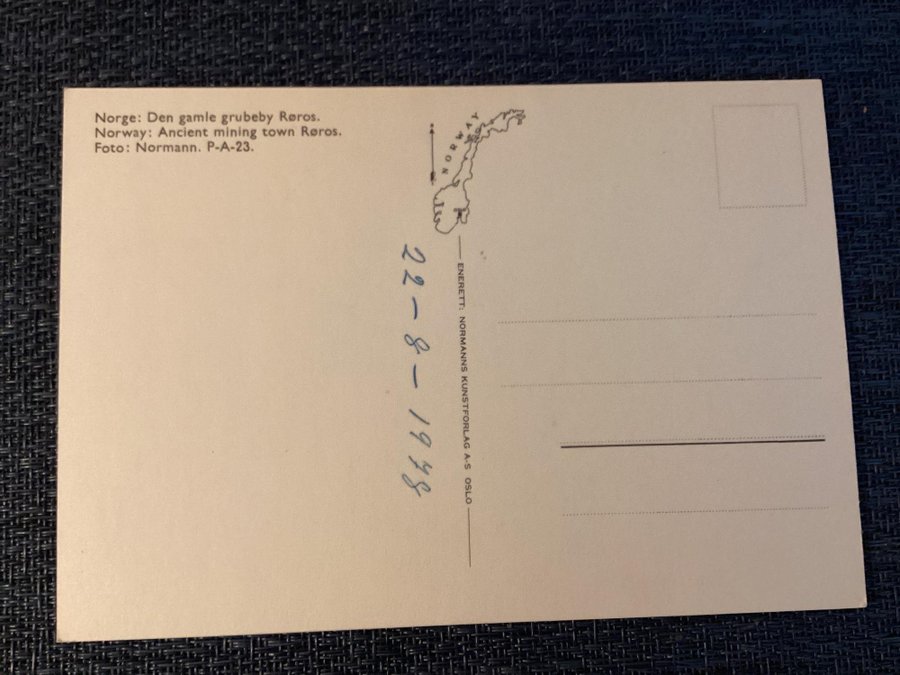 Norge: Den gamle grubeby Røros.
Norway: Ancient mining town Røros.
Foto: Normann. P-A-23.
NORWAY
22-8-1978
ENERETT: NORMANNS KUNSTFORLAG A-S OSLO